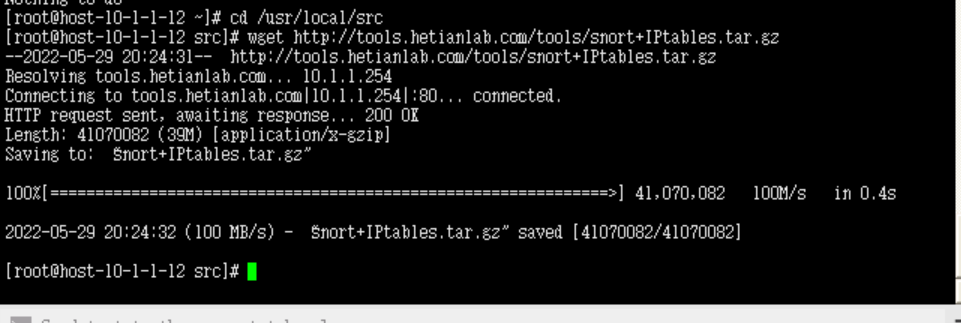 Nothing to do
[root@host-10-1-1-12 ~]# cd /usr/local/src
[root@host-10-1-1-12 src]# wget http://tools.hetianlab.com/tools/snort+IPtables.tar.gz
--2022-05-29 20:24:31--  http://tools.hetianlab.com/tools/snort+IPtables.tar.gz
Resolving tools.hetianlab.com... 10.1.1.254
Connecting to tools.hetianlab.com|10.1.1.254|:80... connected.
HTTP request sent, awaiting response... 200 OK
Length: 41070082 (39M) [application/x-gzip]
Saving to: “snort+IPtables.tar.gz”
100%[==============================================================>] 41,070,082  100M/s   in 0.4s
2022-05-29 20:24:32 (100 MB/s) - “snort+IPtables.tar.gz” saved [41070082/41070082]
[root@host-10-1-1-12 src]#